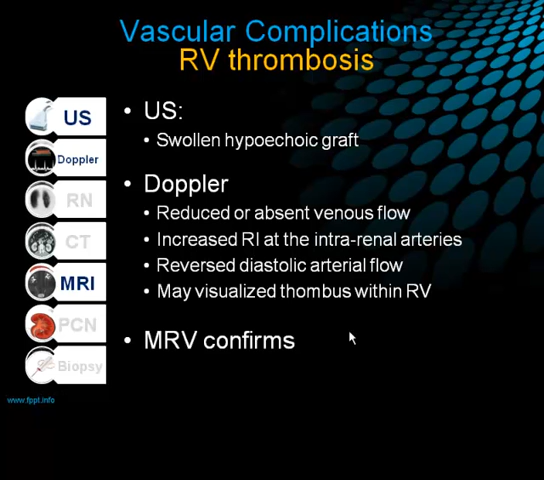 Vascular Complications
RV thrombosis
US
Doppler
RN
CT
MRI
PCN
Biopsy
• US:
• Swollen hypoechoic graft
• Doppler
• Reduced or absent venous flow
• Increased RI at the intra-renal arteries
• Reversed diastolic arterial flow
• May visualized thombus within RV
• MRV confirms
www.fppt.info